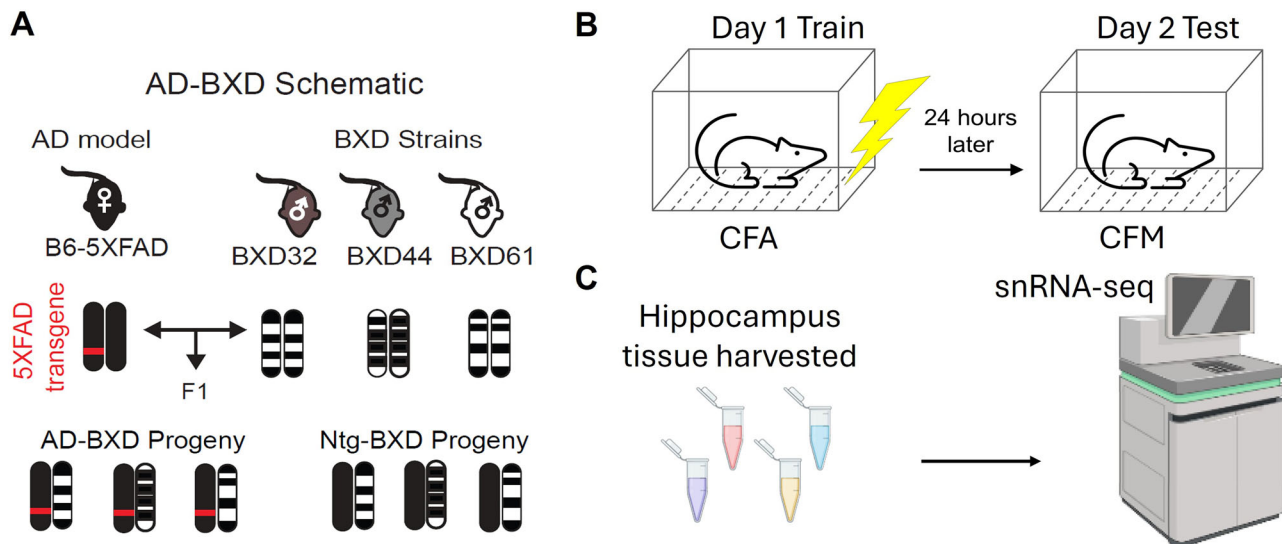 A
AD-BXD Schematic
AD model
BXD Strains
♀
♂
♂
♂
B6-5XFAD
BXD32
BXD44
BXD61
5XFAD
transgene
F1
AD-BXD Progeny
Ntg-BXD Progeny
B
Day 1 Train
Day 2 Test
24 hours
later
CFA
CFM
C
Hippocampus
tissue harvested
snRNA-seq